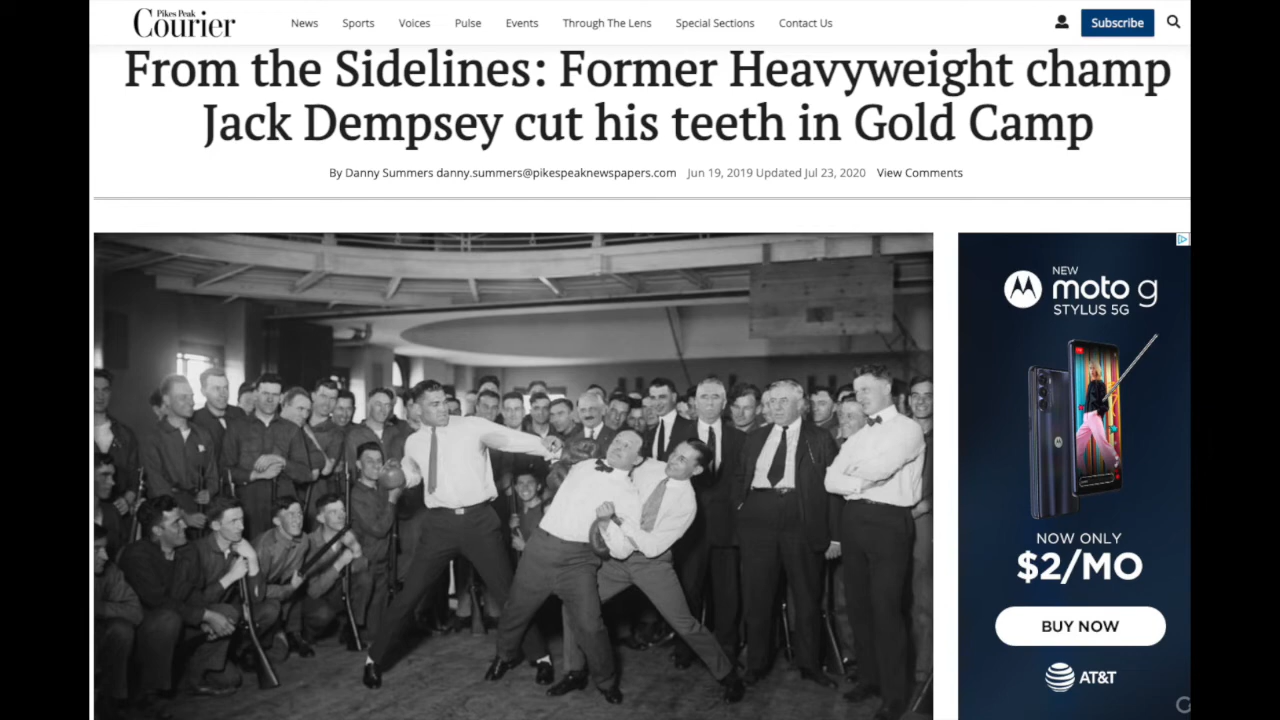 Pikes Peak
Courier
News Sports Voices Pulse Events Through The Lens Special Sections Contact Us
Subscribe
From the Sidelines: Former Heavyweight champ
Jack Dempsey cut his teeth in Gold Camp
By Danny Summers danny.summers@pikespeaknewspapers.com Jun 19, 2019 Updated Jul 23, 2020 View Comments
NEW
moto g
STYLUS 5G
NOW ONLY
$2/MO
BUY NOW
AT&T